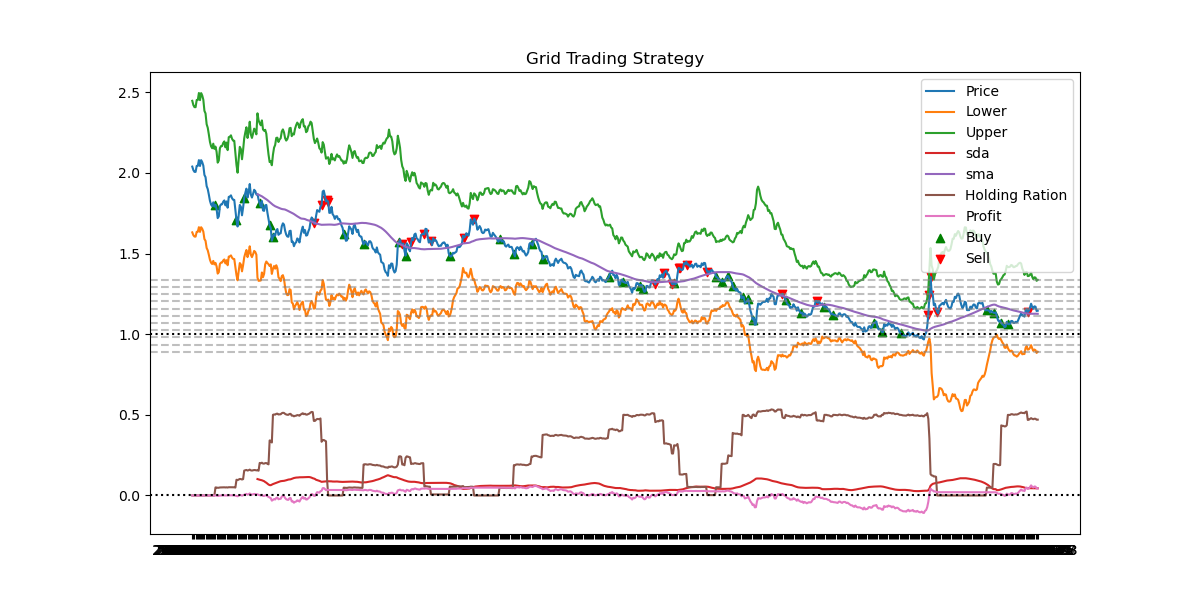 Grid Trading Strategy
2.5
2.0
1.5
1.0
0.5
0.0
Price
Lower
Upper
sda
sma
Holding Ration
Profit
Buy
Sell